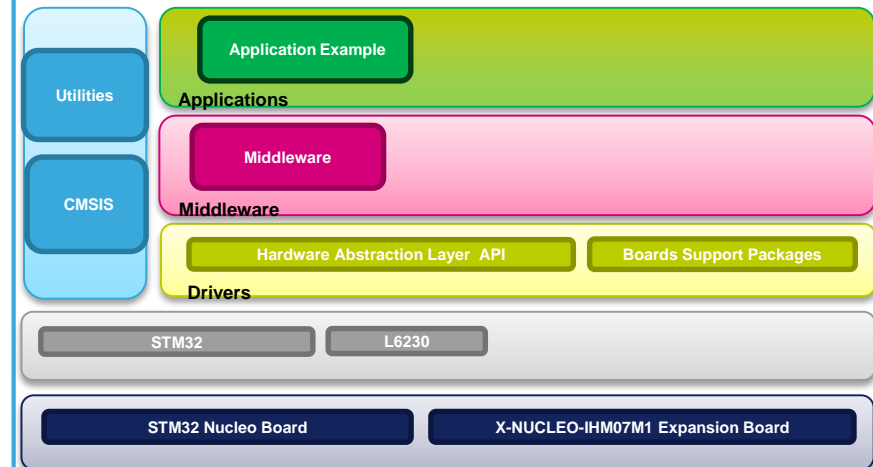 Application Example
Utilities
Applications
Middleware
CMSIS
Middleware
Hardware Abstraction Layer API
Boards Support Packages
Drivers
STM32
L6230
STM32 Nucleo Board
X-NUCLEO-IHM07M1 Expansion Board